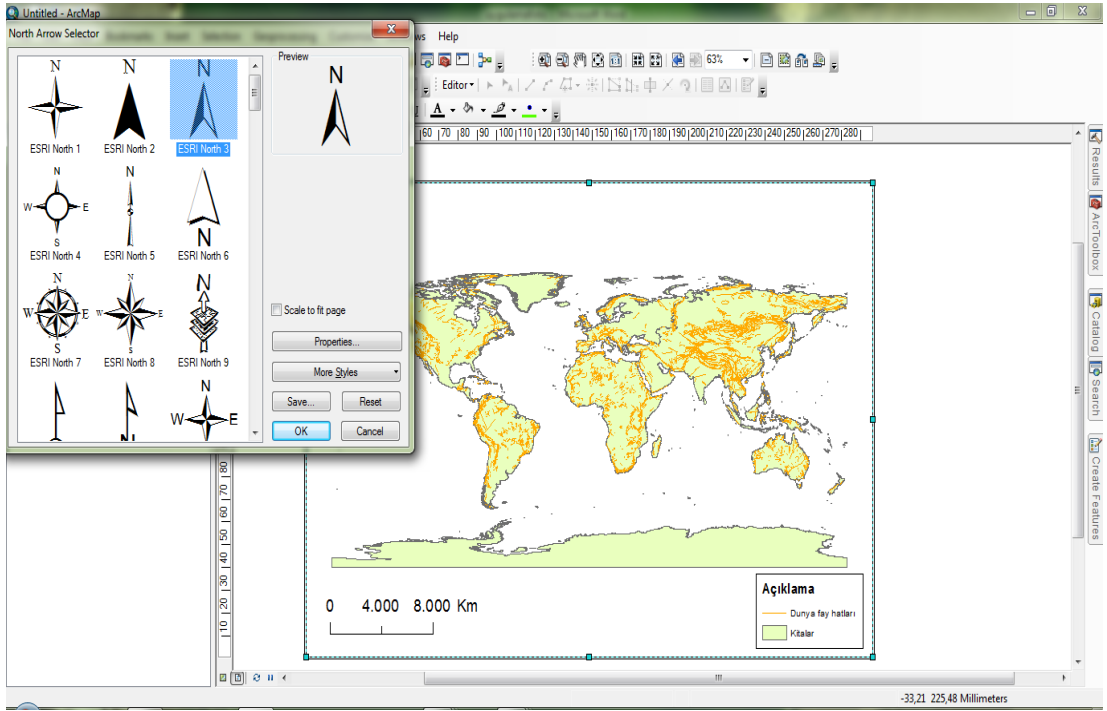 Untitled - ArcMap
North Arrow Selector
ws Help
63%
Editor
A
N
ESRI North 1
N
ESRI North 2
N
ESRI North 3
Preview
N
N
W E
S
ESRI North 4
N
ESRI North 5
N
ESRI North 6
N
W E
S
ESRI North 7
N
W E
S
ESRI North 8
N
ESRI North 9
N
N
W E
Scale to fit page
Properties...
More Styles
Save... Reset
OK Cancel
|60 |70 |80 |90 |100|110|120|130|140|150|160|170|180|190|200|210|220|230|240|250|260|270|280|
|10 |20 |30 |40 |50 |60 |70 |80
0 4.000 8.000 Km
Açıklama
Dunya fay hatları
Kitalar
Results
ArcToolbox
Catalog
Search
Create Features
-33,21 225,48 Millimeters